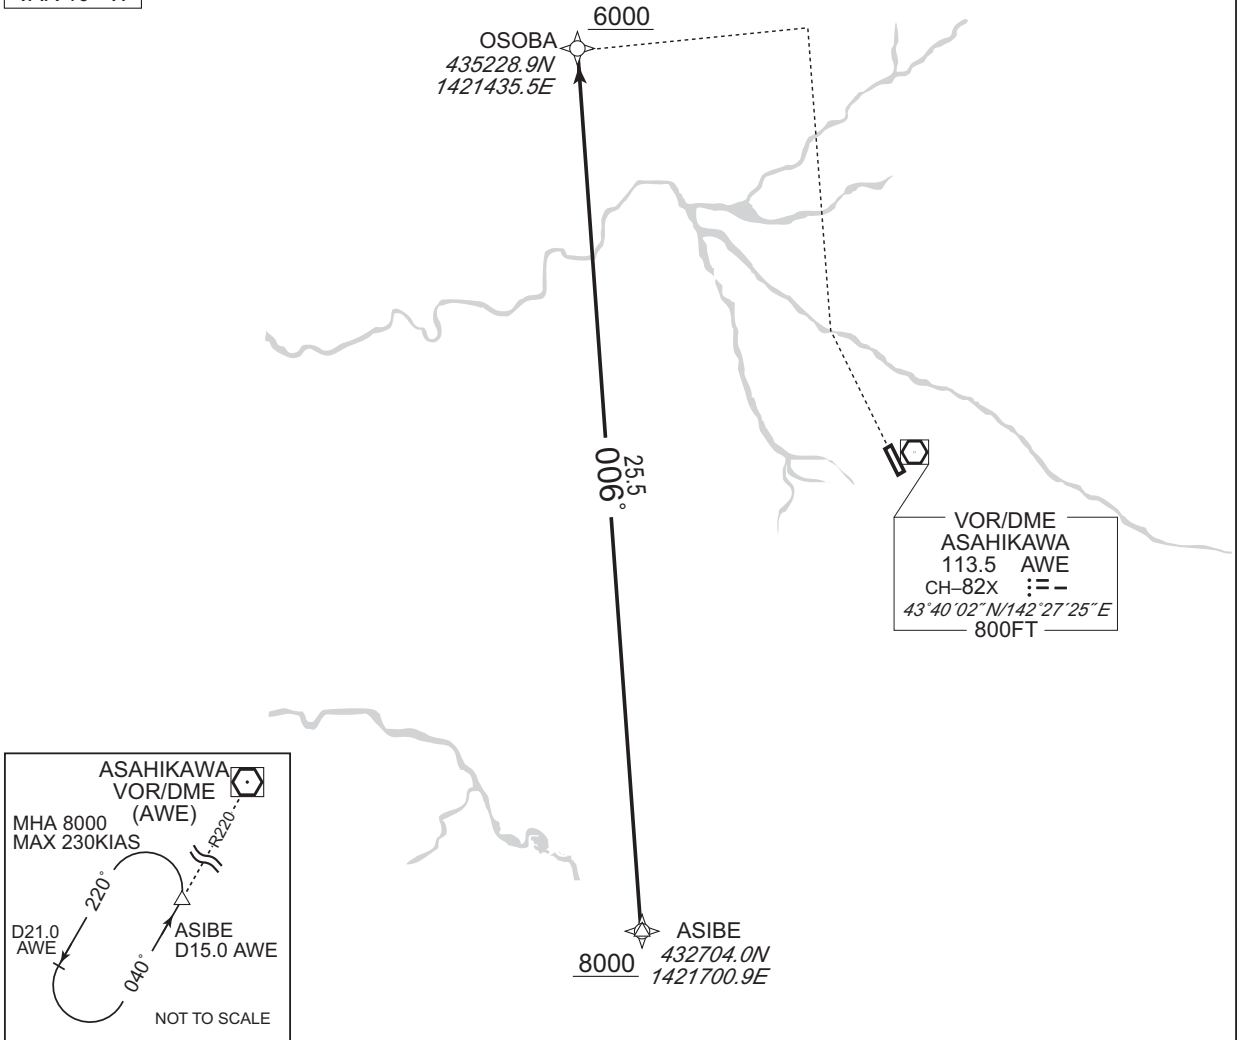 6000
OSOBA
435228.9N
1421435.5E
25.5
006°
VOR/DME
ASAHIKAWA
113.5 AWE
CH–82X
43°40′02″N/142°27′25″E
800FT
ASAHIKAWA
VOR/DME
(AWE)
MHA 8000
MAX 230KIAS
R220
220°
D21.0
AWE
ASIBE
D15.0 AWE
040°
NOT TO SCALE
ASIBE
432704.0N
1421700.9E
8000